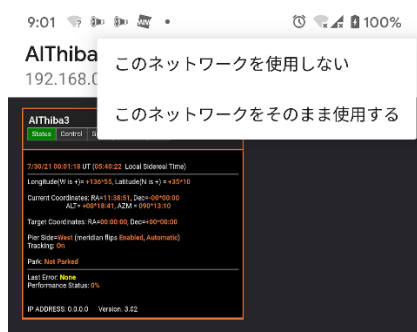 9:01
100%
AlThiba
192.168.0
このネットワークを使用しない
このネットワークをそのまま使用する
AlThiba3
Status Control
7/30/21 00:01:18 UT (05:40:22 Local Sidereal Time)
Longitude(W is +)= +136*55, Latitude(N is +) = +35*10
Current Coordinates: RA=11:38:51, Dec=-00*00:00
ALT= +00*18:41, AZM = 090*13:10
Target Coordinates: RA=00:00:00, Dec=+00*00:00
Pier Side=West (meridian flips Enabled, Automatic)
Tracking: On
Park: Not Parked
Last Error: None
Performance Status: 0%
IP ADDRESS: 0.0.0.0 Version. 3.02